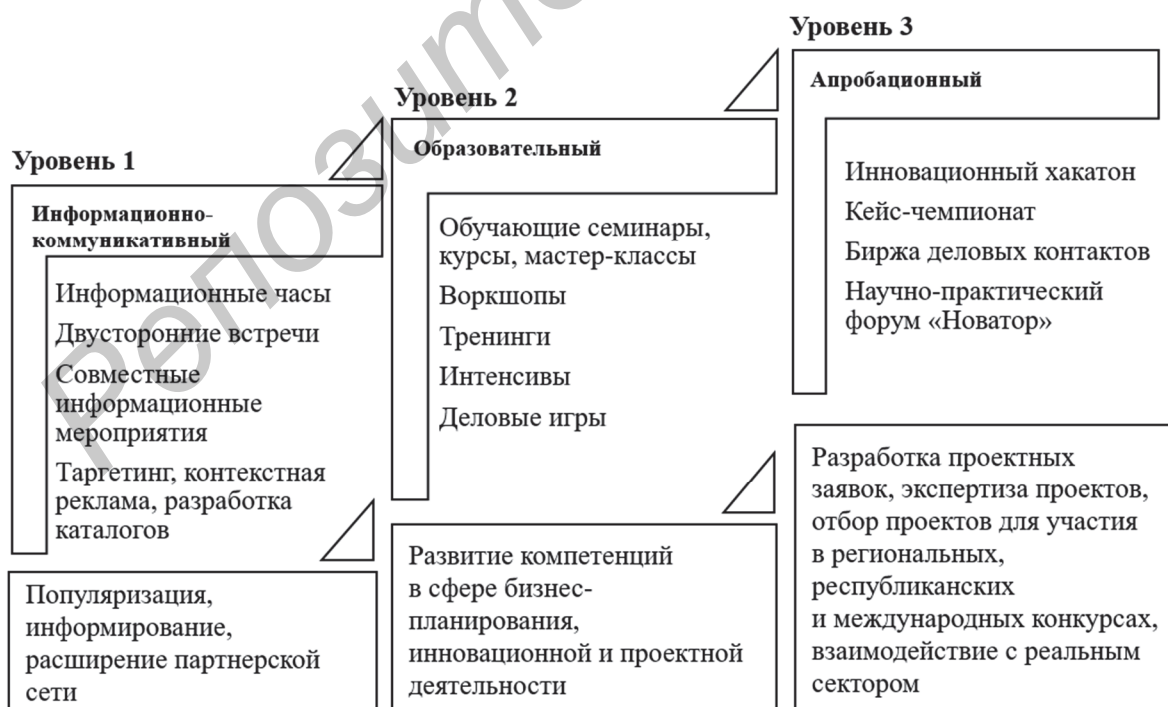 Уровень 1
Информационно-
коммуникативный
Информационные часы
Двусторонние встречи
Совместные
информационные
мероприятия
Таргетинг, контекстная
реклама, разработка
каталогов
Популяризация,
информирование,
расширение партнерской
сети
Уровень 2
Образовательный
Обучающие семинары,
курсы, мастер-классы
Воркшопы
Тренинги
Интенсивы
Деловые игры
Развитие компетенций
в сфере бизнес-
планирования,
инновационной и проектной
деятельности
Уровень 3
Апробационный
Инновационный хакатон
Кейс-чемпионат
Биржа деловых контактов
Научно-практический
форум «Новатор»
Разработка проектных
заявок, экспертиза проектов,
отбор проектов для участия
в региональных,
республиканских
и международных конкурсах,
взаимодействие с реальным
сектором